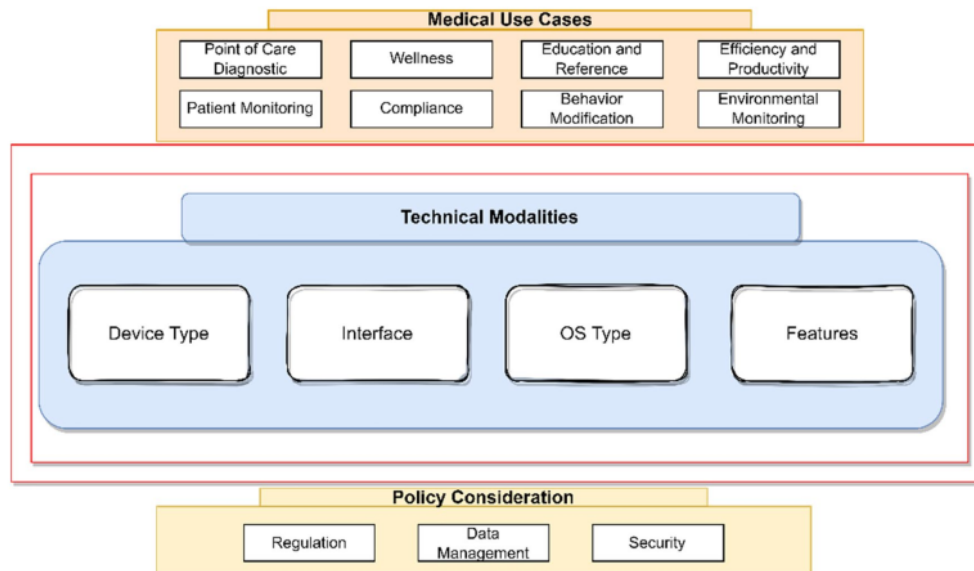 Medical Use Cases
Point of Care
Diagnostic
Wellness
Education and
Reference
Efficiency and
Productivity
Patient Monitoring
Compliance
Behavior
Modification
Environmental
Monitoring
Technical Modalities
Device Type
Interface
OS Type
Features
Policy Consideration
Regulation
Data
Management
Security